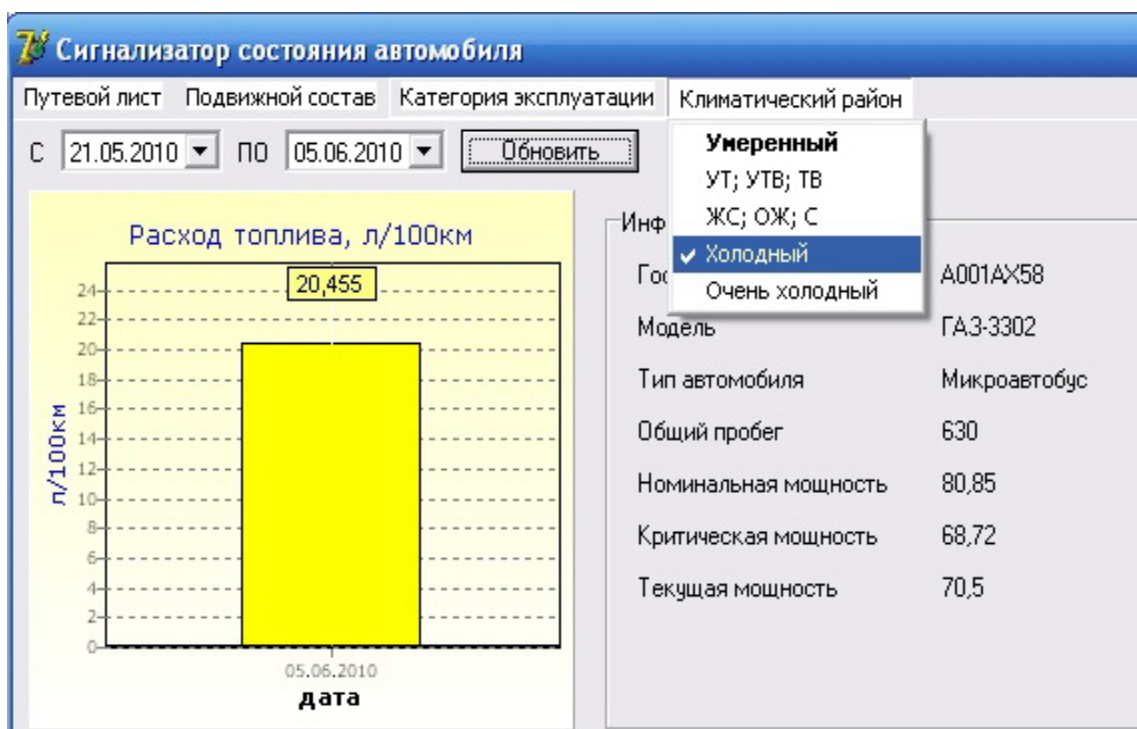 Сигнализатор состояния автомобиля
Путевой лист Подвижной состав Категория эксплуатации Климатический район
С 21.05.2010 ПО 05.06.2010 Обновить
Умеренный
УТ; УТВ; ТВ
ЖС; ОЖ; С
Холодный
Очень холодный
Расход топлива, л/100км
20,455
24
22
20
18
16
14
12
10
8
6
4
2
0
л/100км
05.06.2010
дата
А001АХ58
Модель ГАЗ-3302
Тип автомобиля Микроавтобус
Общий пробег 630
Номинальная мощность 80,85
Критическая мощность 68,72
Текущая мощность 70,5